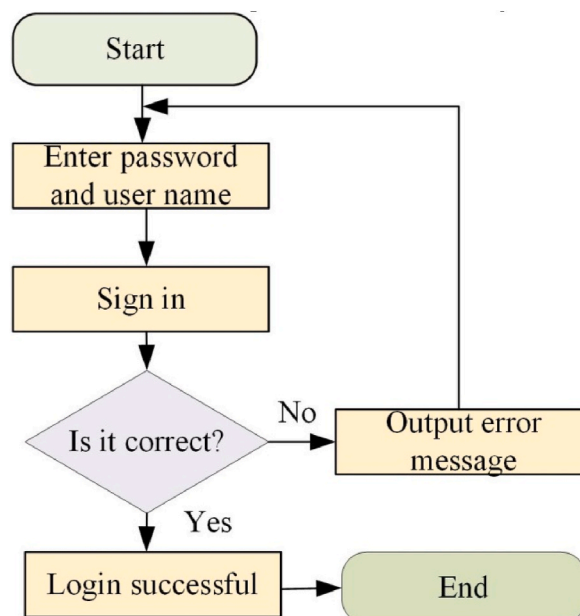 Start
Enter password
and user name
Sign in
Is it correct?
No
Output error
message
Yes
Login successful
End